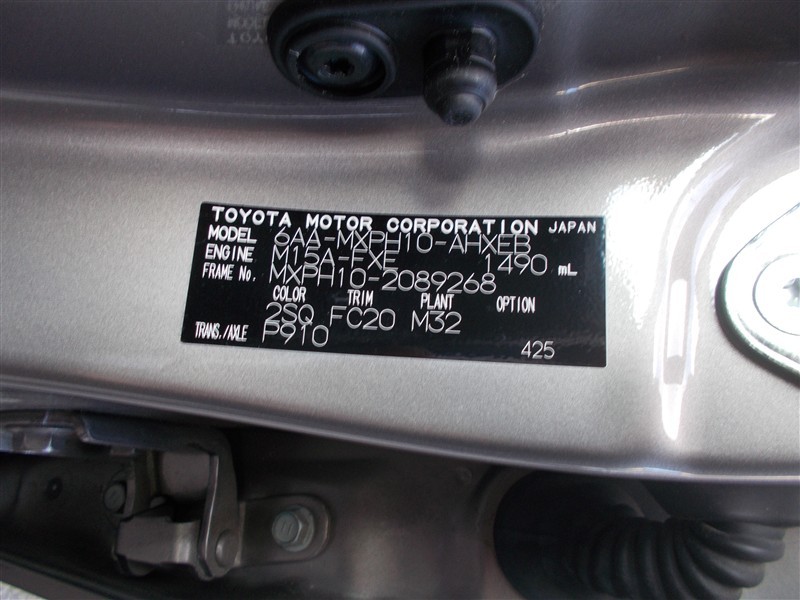 TOYOTA MOTOR CORPORATION JAPAN
MODEL 6AA-MXPH10-AHXEB
ENGINE M15A-FXE 1490 mL
FRAME No. MXPH10-2089268
COLOR TRIM PLANT OPTION
2SQ FC20 M32
TRANS./AXLE P910
425